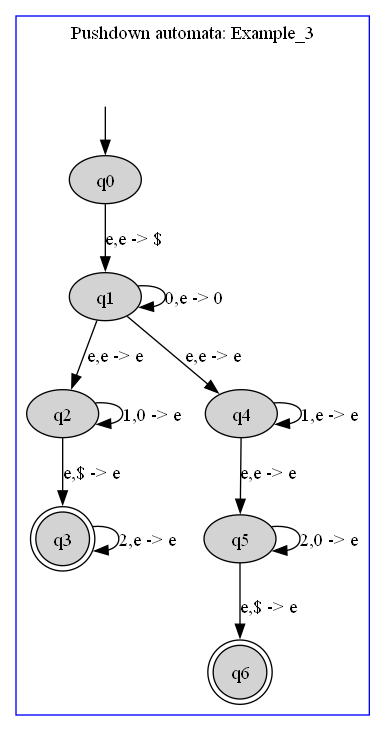 Pushdown automata: Example_3
q0
e,e -> $
q1
0,e -> 0
e,e -> e
e,e -> e
q2
1,0 -> e
q4
1,e -> e
e,$ -> e
e,e -> e
q3
2,e -> e
q5
2,0 -> e
e,$ -> e
q6